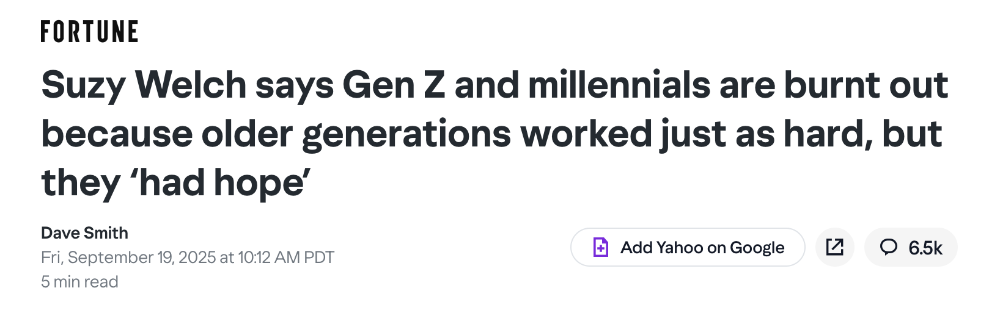 FORTUNE
Suzy Welch says Gen Z and millennials are burnt out
because older generations worked just as hard, but
they ‘had hope’
Dave Smith
Fri, September 19, 2025 at 10:12 AM PDT
5 min read
Add Yahoo on Google
6.5k